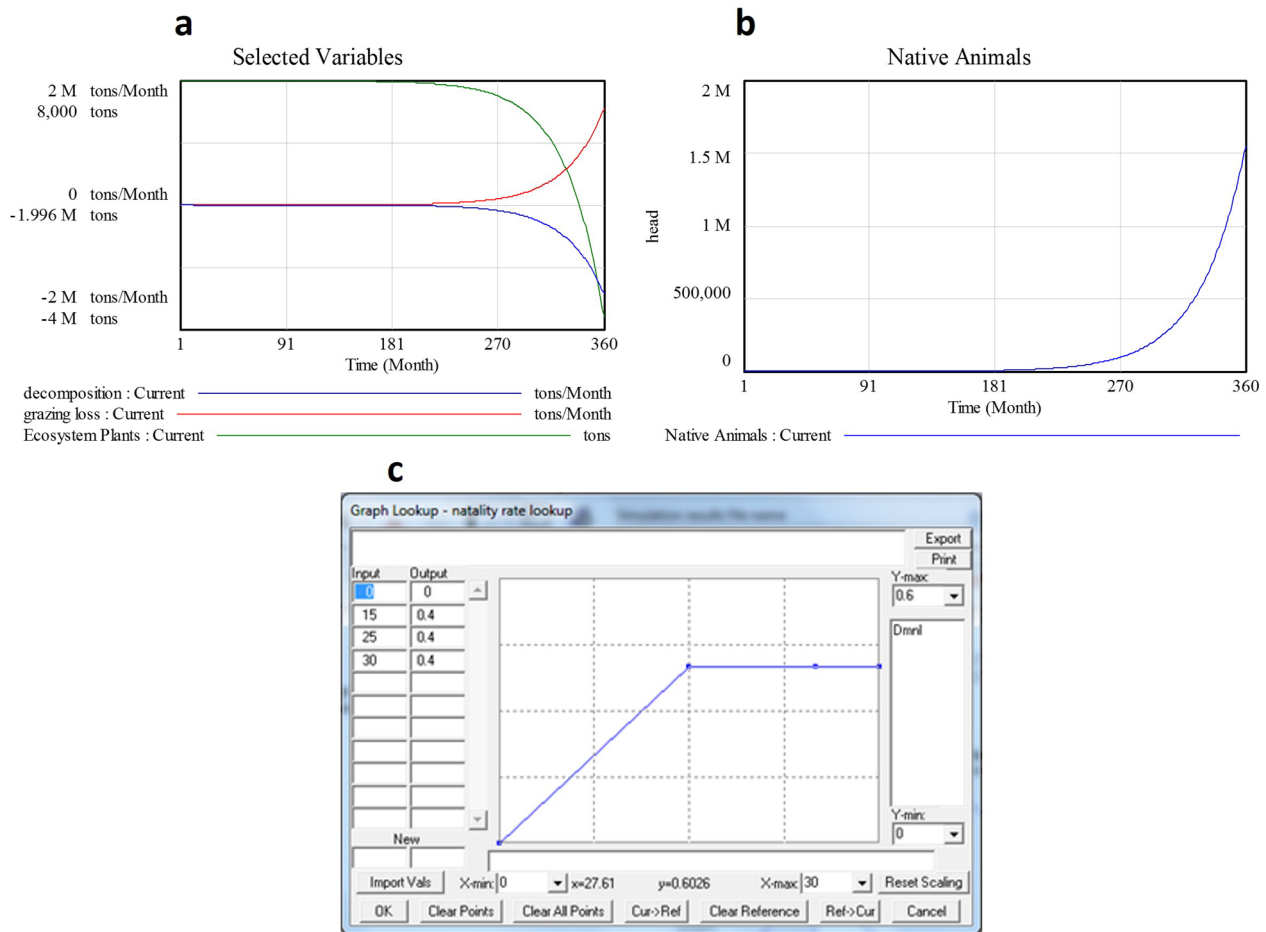 a
Selected Variables
2 M tons/Month
8,000 tons
0 tons/Month
-1.996 M tons
-2 M tons/Month
-4 M tons
1 91 181 270 360
Time (Month)
decomposition : Current tons/Month
grazing loss : Current tons/Month
Ecosystem Plants : Current tons
b
Native Animals
2 M
1.5 M
1 M
500,000
0
head
1 91 181 270 360
Time (Month)
Native Animals : Current
c
Graph Lookup - natality rate lookup
Simulation results file name
Export
Print
Input Output
0 0
15 0.4
25 0.4
30 0.4
New
Y-max:
0.6
Dmnl
Y-min:
0
Import Vals X-min: 0 x=27.61 y=0.6026 X-max: 30 Reset Scaling
OK Clear Points Clear All Points Cur->Ref Clear Reference Ref->Cur Cancel